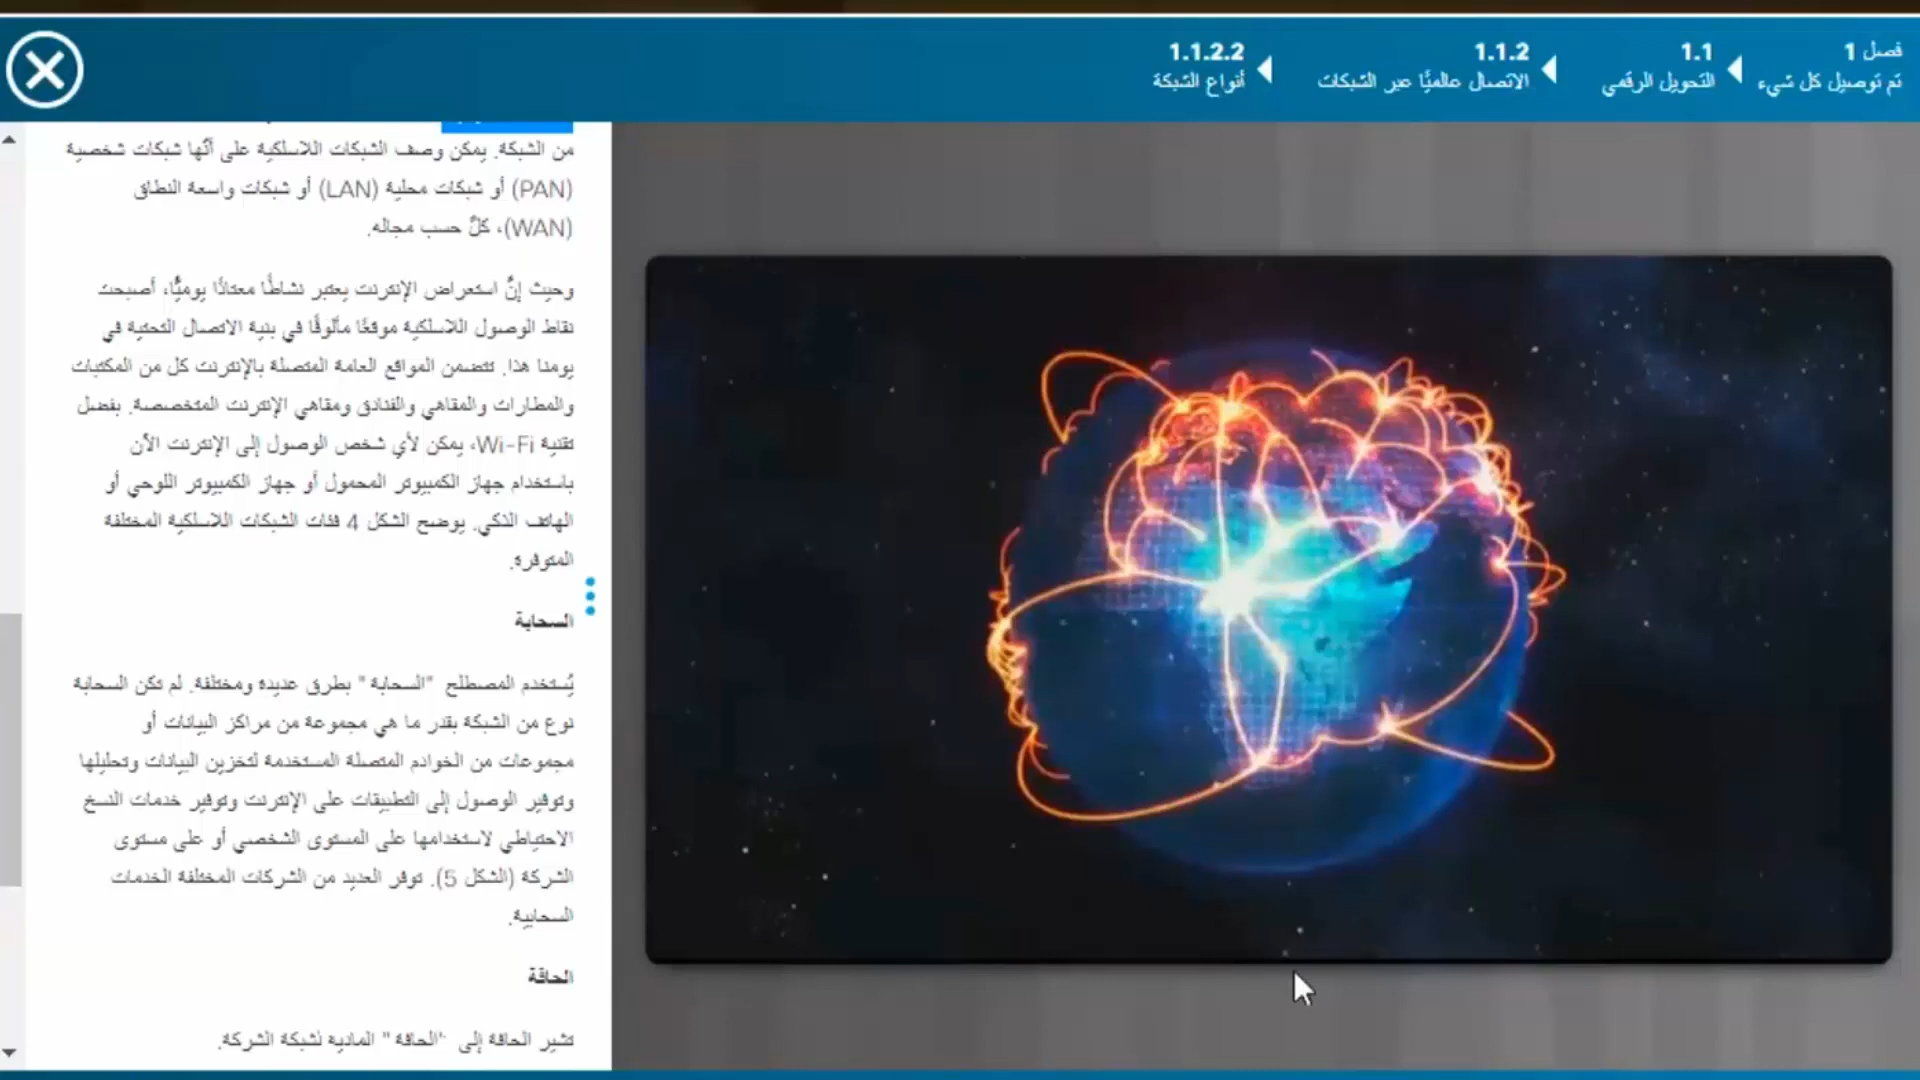 فصل 1
تم توصيل كل شيء
1.1
التحويل الرقمي
1.1.2
الاتصال عالميًا عبر الشبكات
1.1.2.2
أنواع الشبكة
من الشبكة. يمكن وصف الشبكات اللاسلكية على أنّها شبكات شخصية
(PAN) أو شبكات محلية (LAN) أو شبكات واسعة النطاق
(WAN)، كلٌ حسب مجاله.
وحيث إنَّ استعراض الإنترنت يعتبر نشاطًا معتادًا يوميًّا، أصبحت
نقاط الوصول اللاسلكية موقعًا مألوفًا في بنية الاتصال التحتية في
يومنا هذا. تتضمن المواقع العامة المتصلة بالإنترنت كل من المكتبات
والمطارات والمقاهي والفنادق ومقاهي الإنترنت المتخصصة. بفضل
تقنية Wi-Fi، يمكن لأي شخص الوصول إلى الإنترنت الآن
باستخدام جهاز الكمبيوتر المحمول أو جهاز الكمبيوتر اللوحي أو
الهاتف الذكي. يوضح الشكل 4 فئات الشبكات اللاسلكية المختلفة
المتوفرة.
السحابة
يُستخدم المصطلح "السحابة" بطرق عديدة ومختلفة. لم تكن السحابة
نوع من الشبكة بقدر ما هي مجموعة من مراكز البيانات أو
مجموعات من الخوادم المتصلة المستخدمة لتخزين البيانات وتحليلها
وتوفير الوصول إلى التطبيقات على الإنترنت وتوفير خدمات النسخ
الاحتياطي لاستخدامها على المستوى الشخصي أو على مستوى
الشركة (الشكل 5). توفر العديد من الشركات المختلفة الخدمات
السحابية.
الحافة
تشير الحافة إلى "الحافة" المادية لشبكة الشركة.